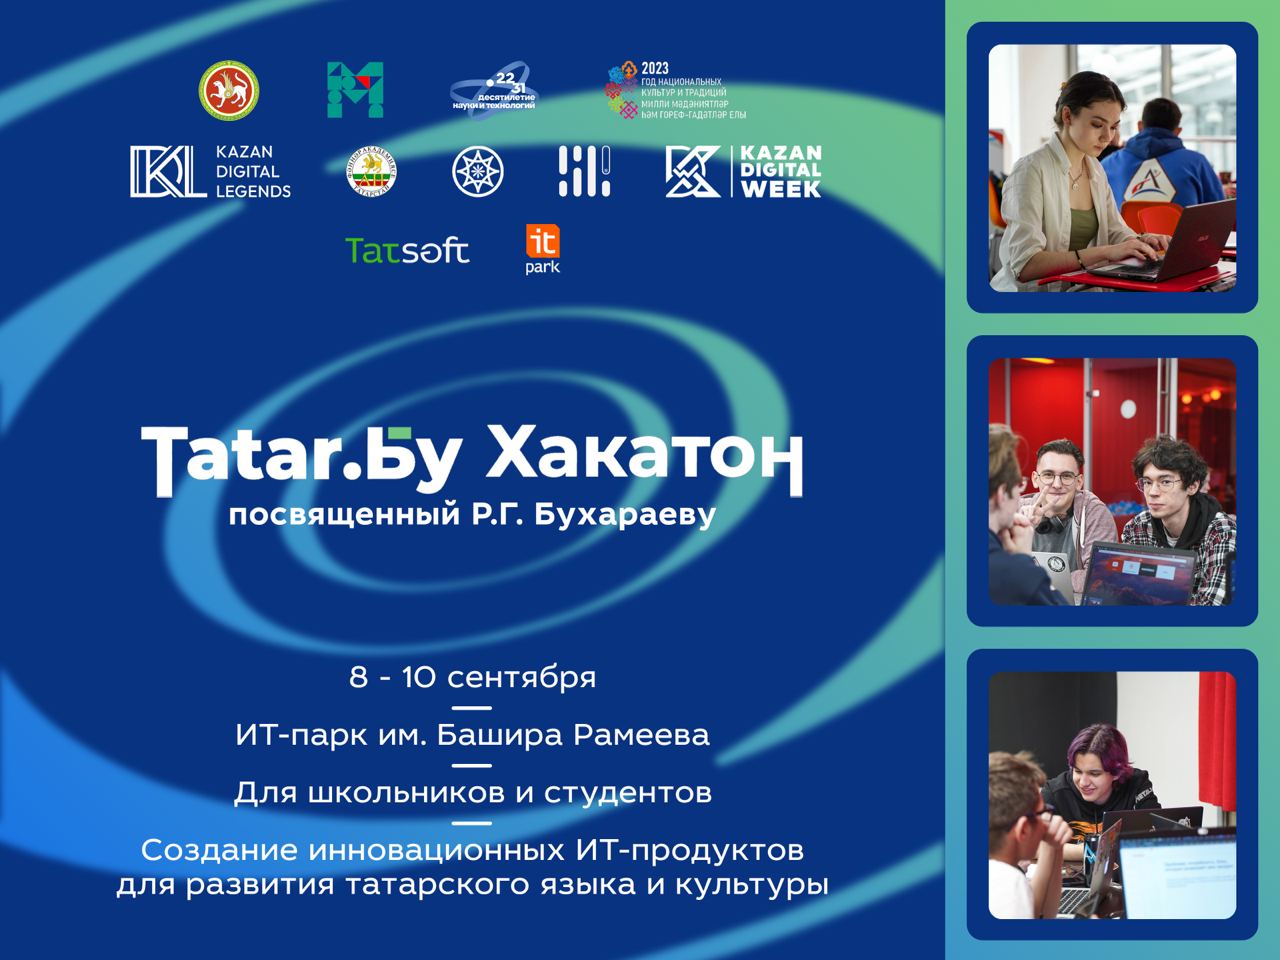 22
31
десятилетие
науки и технологий
2023
ГОД НАЦИОНАЛЬНЫХ
КУЛЬТУР И ТРАДИЦИЙ
МИЛЛИ МӘДӘНИЯТЛӘР
ҺӘМ ГОРЕФ-ГАДӘТЛӘР ЕЛЫ
KAZAN
DIGITAL
LEGENDS
KAZAN
DIGITAL
WEEK
Tatsoft
it
park
Tatar.Бу Хакатоң
посвященный Р.Г. Бухараеву
8 - 10 сентября
ИТ-парк им. Башира Рамеева
Для школьников и студентов
Создание инновационных ИТ-продуктов
для развития татарского языка и культуры